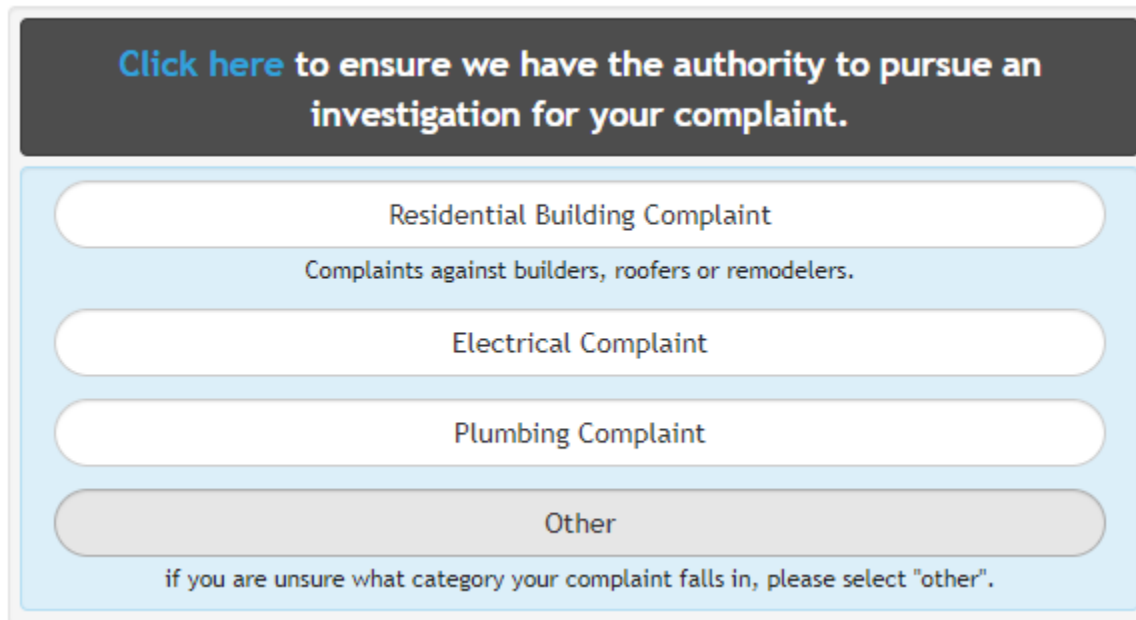 Click here to ensure we have the authority to pursue an
investigation for your complaint.
Residential Building Complaint
Complaints against builders, roofers or remodelers.
Electrical Complaint
Plumbing Complaint
Other
if you are unsure what category your complaint falls in, please select "other".